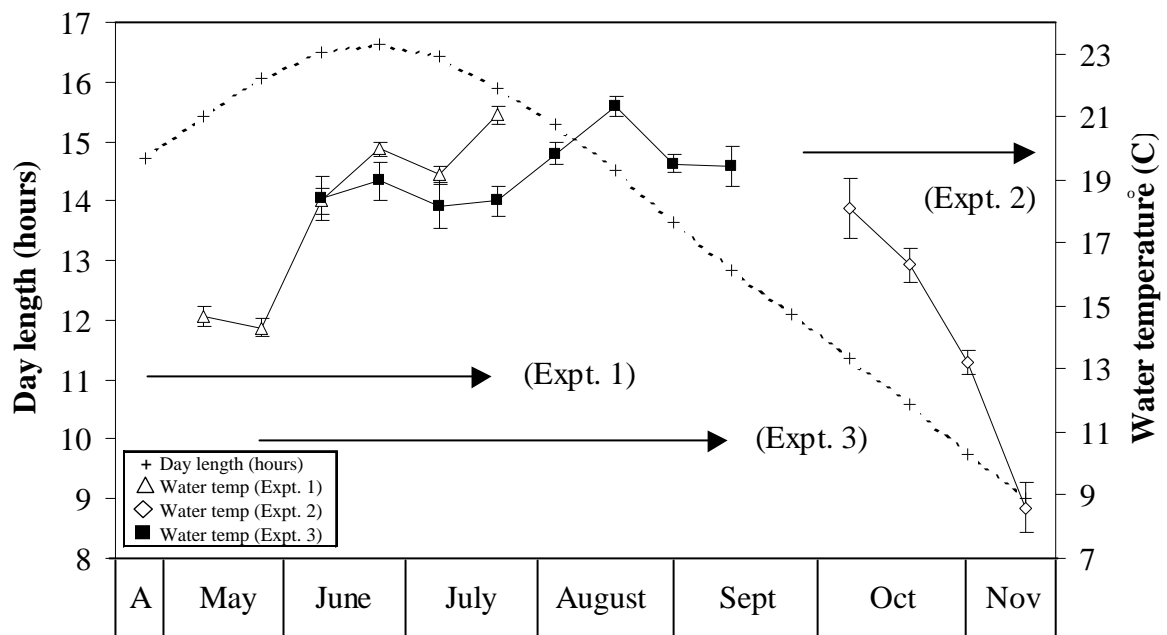 Day length (hours)
17
16
15
14
13
12
11
10
9
8
23
21
19
17
15
13
11
9
7
Water temperature (C)
°
(Expt. 2)
(Expt. 1)
(Expt. 3)
+ Day length (hours)
Water temp (Expt. 1)
Water temp (Expt. 2)
Water temp (Expt. 3)
A May June July August Sept Oct Nov